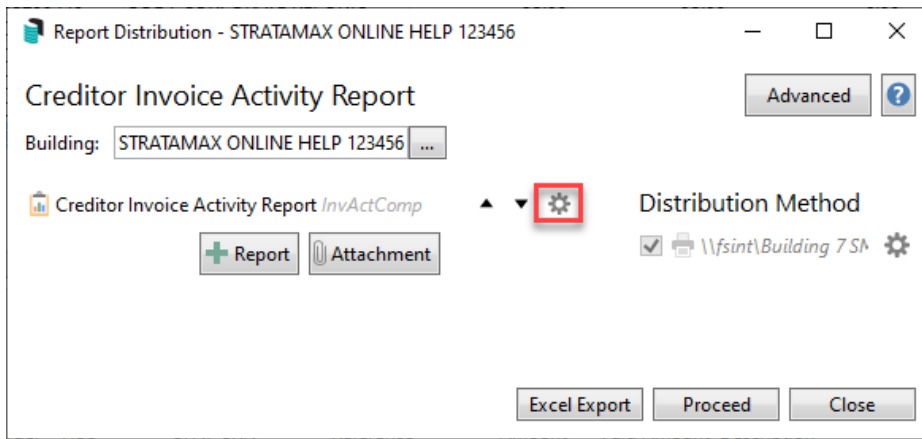 Report Distribution - STRATAMAX ONLINE HELP 123456
Creditor Invoice Activity Report
Advanced
?
Building: STRATAMAX ONLINE HELP 123456 ...
Creditor Invoice Activity Report InvActComp
Distribution Method
Report Attachment
\\fsint\Building 7
Excel Export Proceed Close